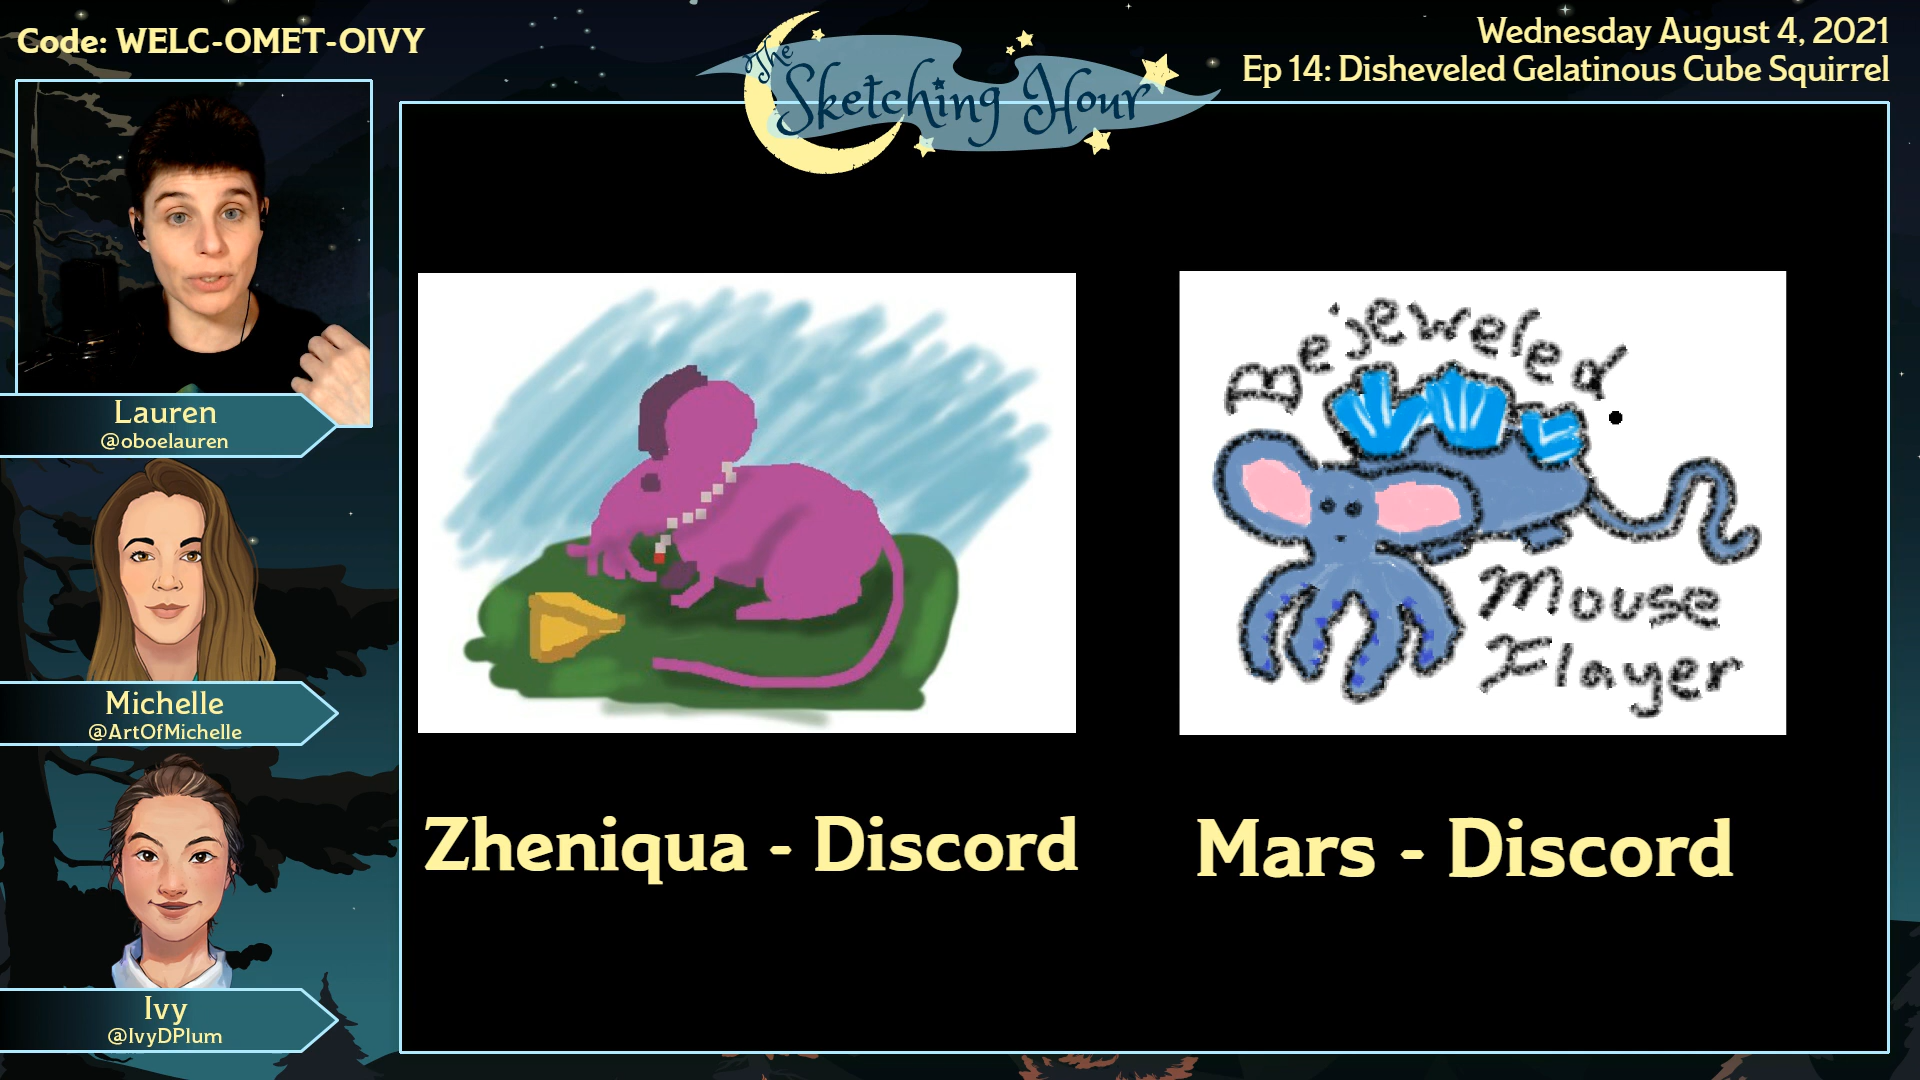 Code: WELC-OMET-OIVY
The
Sketching Hour
Wednesday August 4, 2021
Ep 14: Disheveled Gelatinous Cube Squirrel
Lauren
@oboelauren
Michelle
@ArtOfMichelle
Ivy
@IvyDPlum
Bejeweled
Mouse
Flayer
Zheniqua - Discord
Mars - Discord